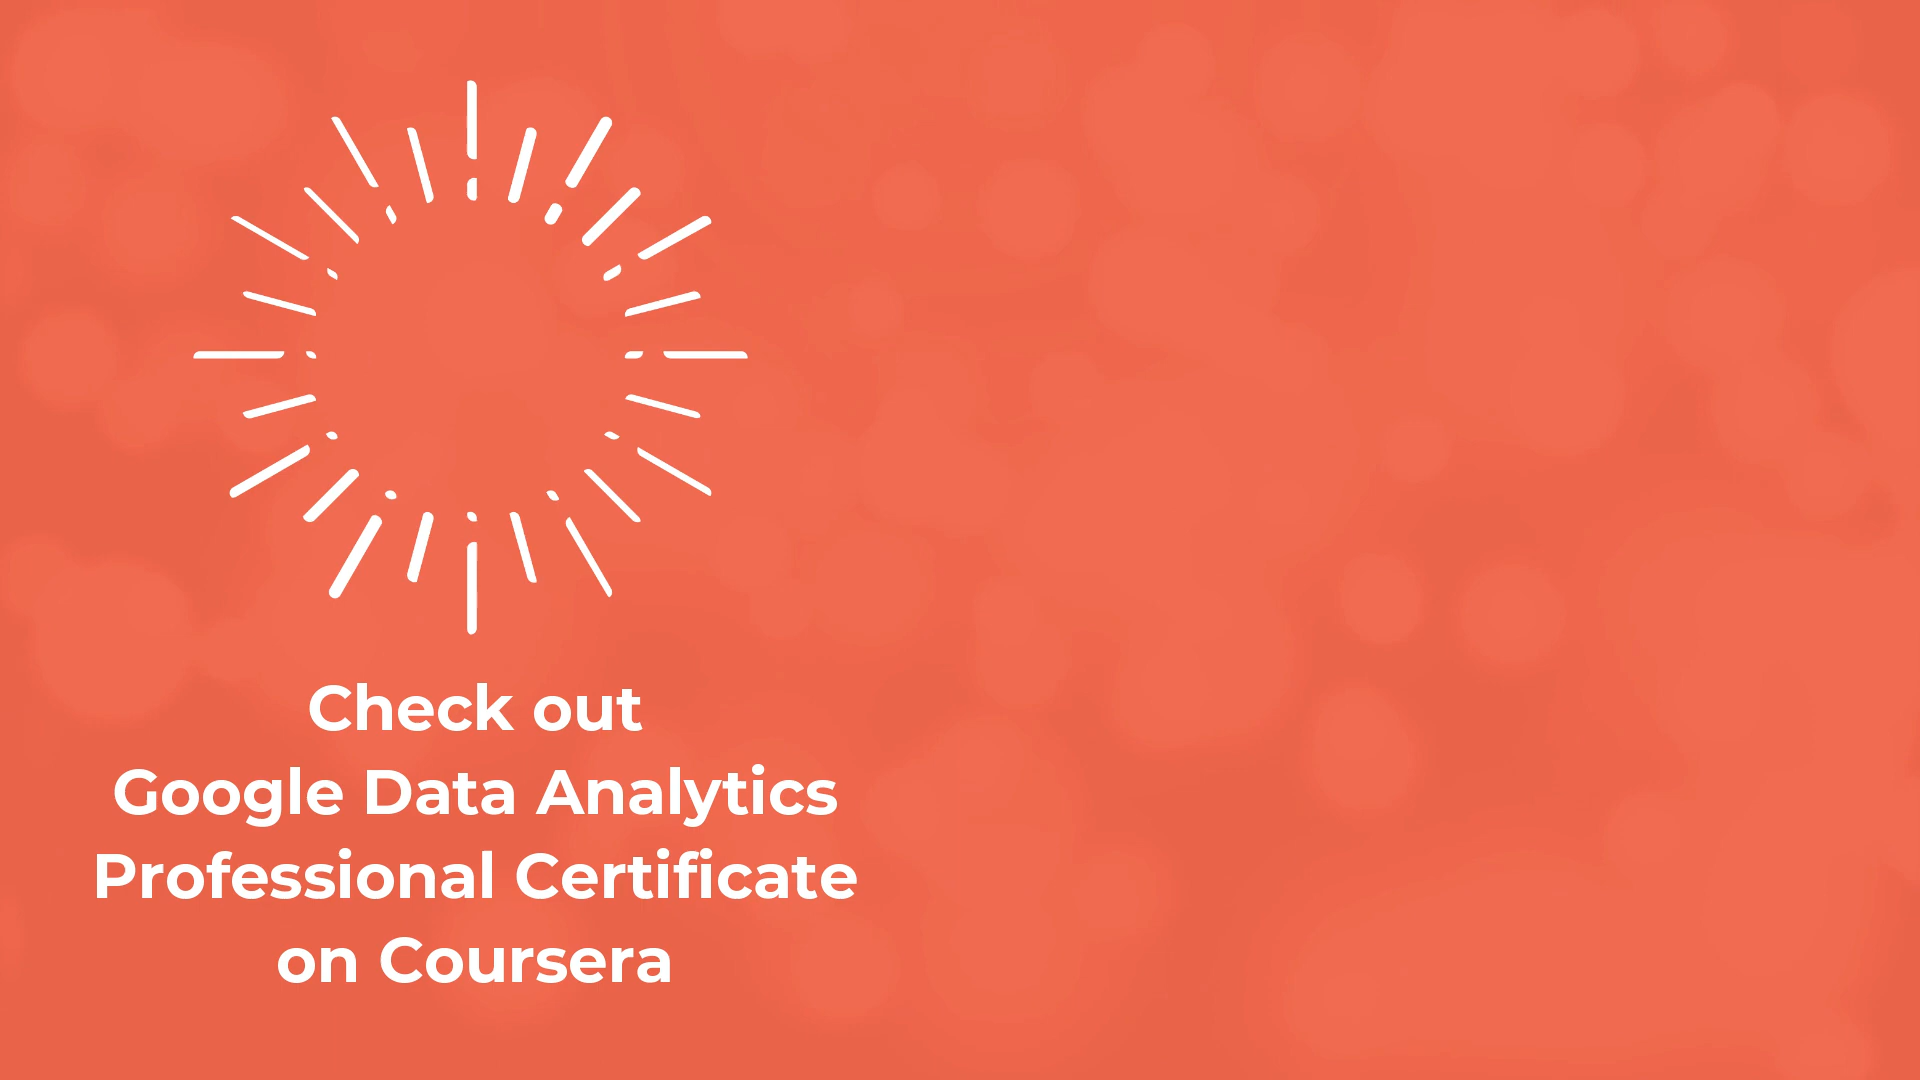 Check out
Google Data Analytics
Professional Certificate
on Coursera